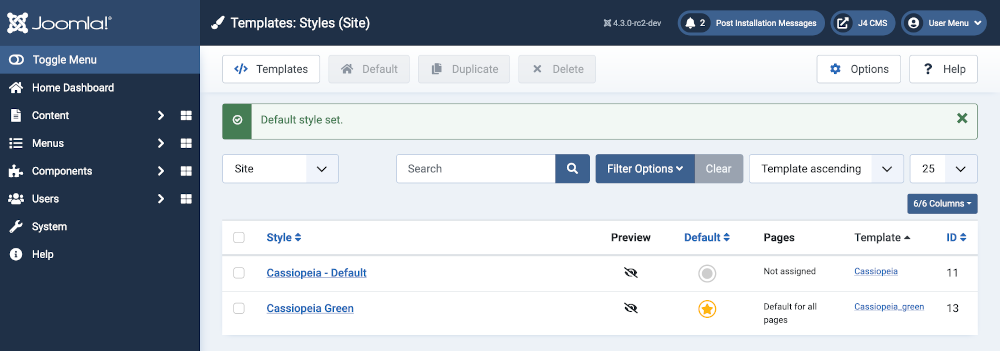 Joomla!®
Templates: Styles (Site)
4.3.0-rc2-dev
2 Post Installation Messages
J4 CMS
User Menu
Toggle Menu
Home Dashboard
Content
Menus
Components
Users
System
Help
Templates
Default
Duplicate
Delete
Options
? Help
Default style set.
Site
Search
Filter Options
Clear
Template ascending
25
6/6 Columns
Style Preview Default Pages Template ID
Cassiopeia - Default Not assigned Cassiopeia 11
Cassiopeia Green Default for all Cassiopeia_green 13
pages